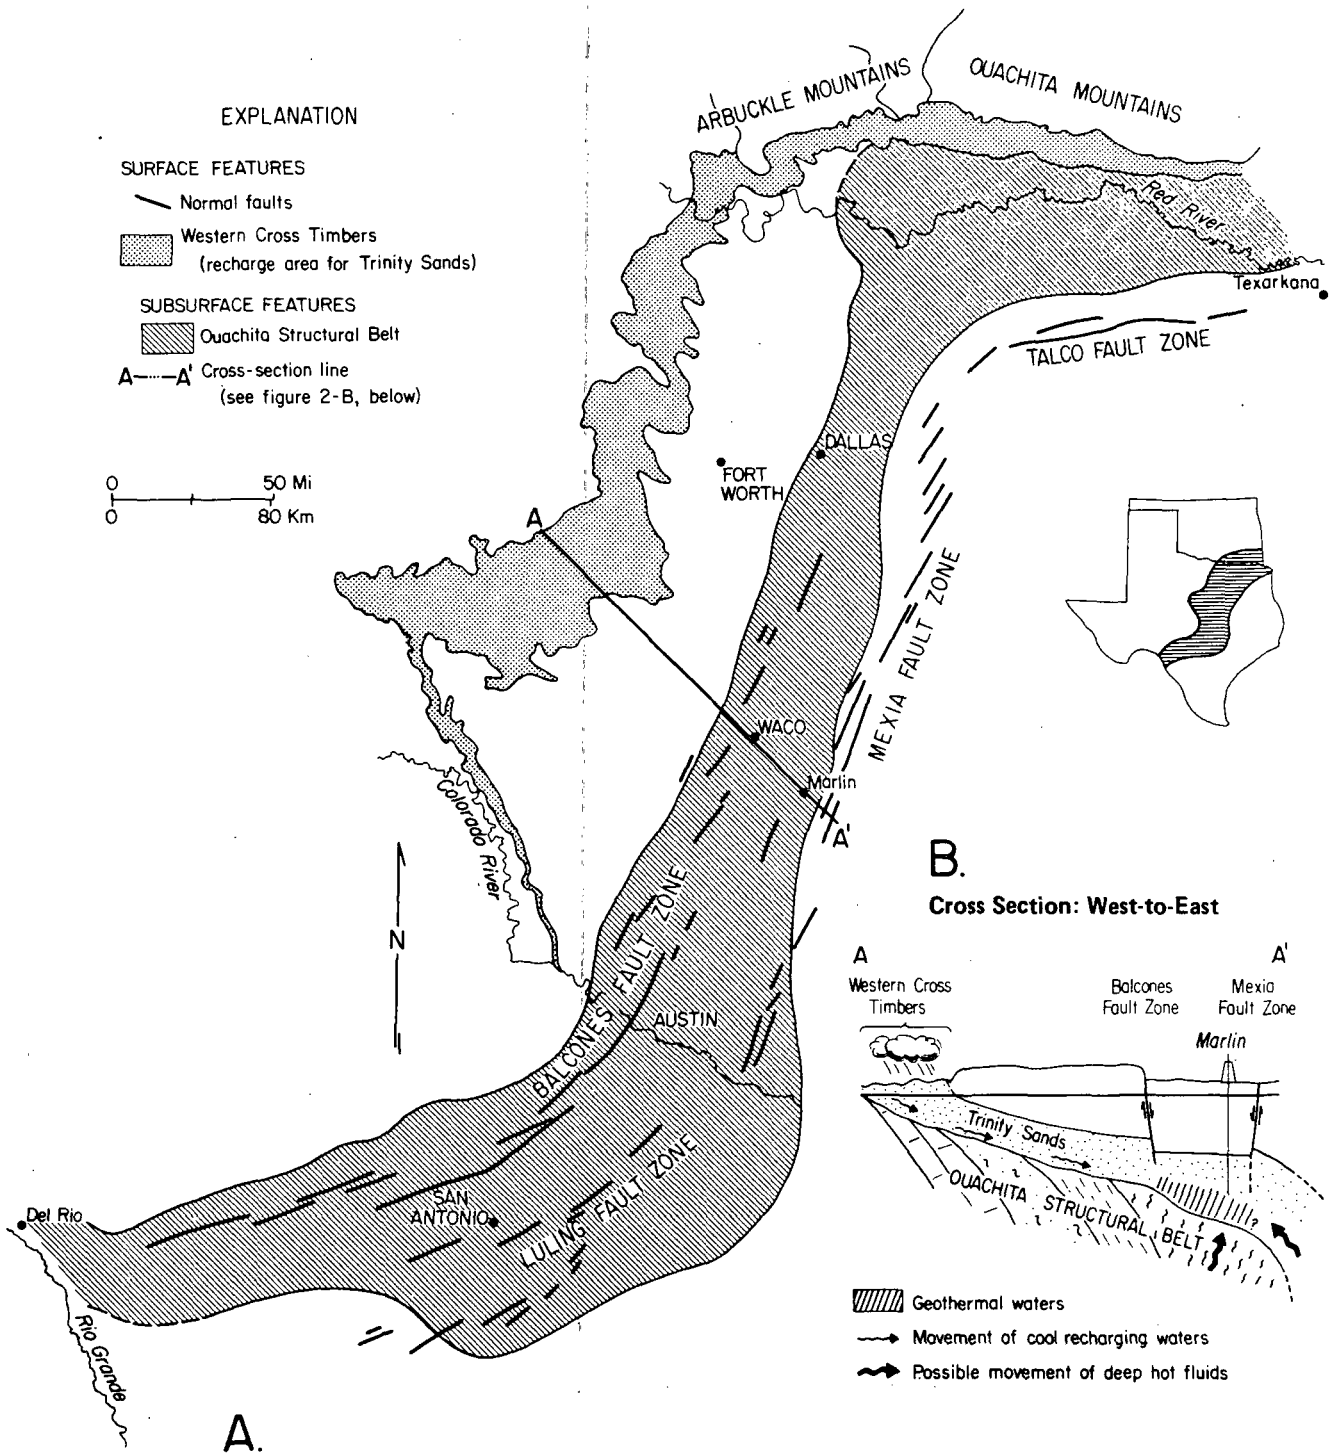 EXPLANATION
SURFACE FEATURES
Normal faults
Western Cross Timbers
(recharge area for Trinity Sands)
SUBSURFACE FEATURES
Ouachita Structural Belt
A—···—A' Cross-section line
(see figure 2-B, below)
0 50 Mi
0 80 Km
ARBUCKLE MOUNTAINS
OUACHITA MOUNTAINS
Red River
Texarkana
TALCO FAULT ZONE
DALLAS
FORT
WORTH
A
MEXIA FAULT ZONE
WACO
Marlin
A'
Colorado River
N
BALCONES FAULT ZONE
AUSTIN
SAN
ANTONIO
LULING FAULT ZONE
Del Rio
Rio Grande
A.
B.
Cross Section: West-to-East
A A'
Western Cross
Timbers
Balcones
Fault Zone
Mexia
Fault Zone
Marlin
Trinity Sands
OUACHITA STRUCTURAL BELT
?
Geothermal waters
Movement of cool recharging waters
Possible movement of deep hot fluids